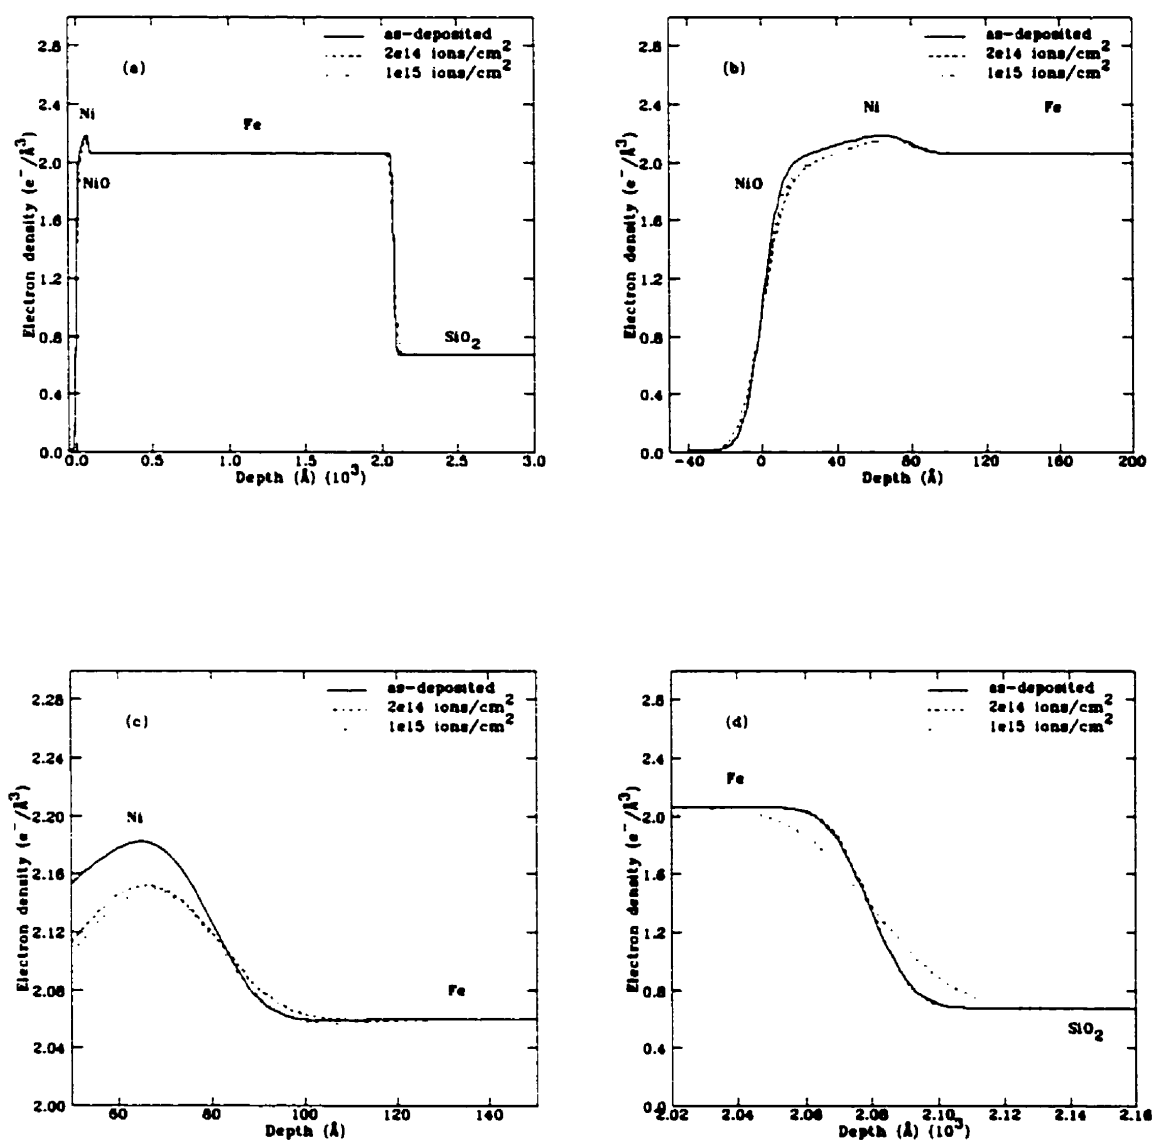 as-deposited
2e14 ions/cm2
1e15 ions/cm2
(a)
Ni
Fe
NiO
SiO2
Electron density (e−/Å3)
2.8
2.4
2.0
1.6
1.2
0.8
0.4
0.0
0.0 0.5 1.0 1.5 2.0 2.5 3.0
Depth (Å) (103)
as-deposited
2e14 ions/cm2
1e15 ions/cm2
(b)
Ni
Fe
NiO
Electron density (e−/Å3)
2.8
2.4
2.0
1.6
1.2
0.8
0.4
0.0
−40 0 40 80 120 160 200
Depth (Å)
as-deposited
2e14 ions/cm2
1e15 ions/cm2
(c)
Ni
Fe
Electron density (e−/Å3)
2.28
2.24
2.20
2.16
2.12
2.08
2.04
2.00
60 80 100 120 140
Depth (Å)
as-deposited
2e14 ions/cm2
1e15 ions/cm2
(d)
Fe
SiO2
Electron density (e−/Å3)
2.8
2.4
2.0
1.6
1.2
0.8
0.4
0.0
2.02 2.04 2.06 2.08 2.10 2.12 2.14 2.16
Depth (Å) (103)